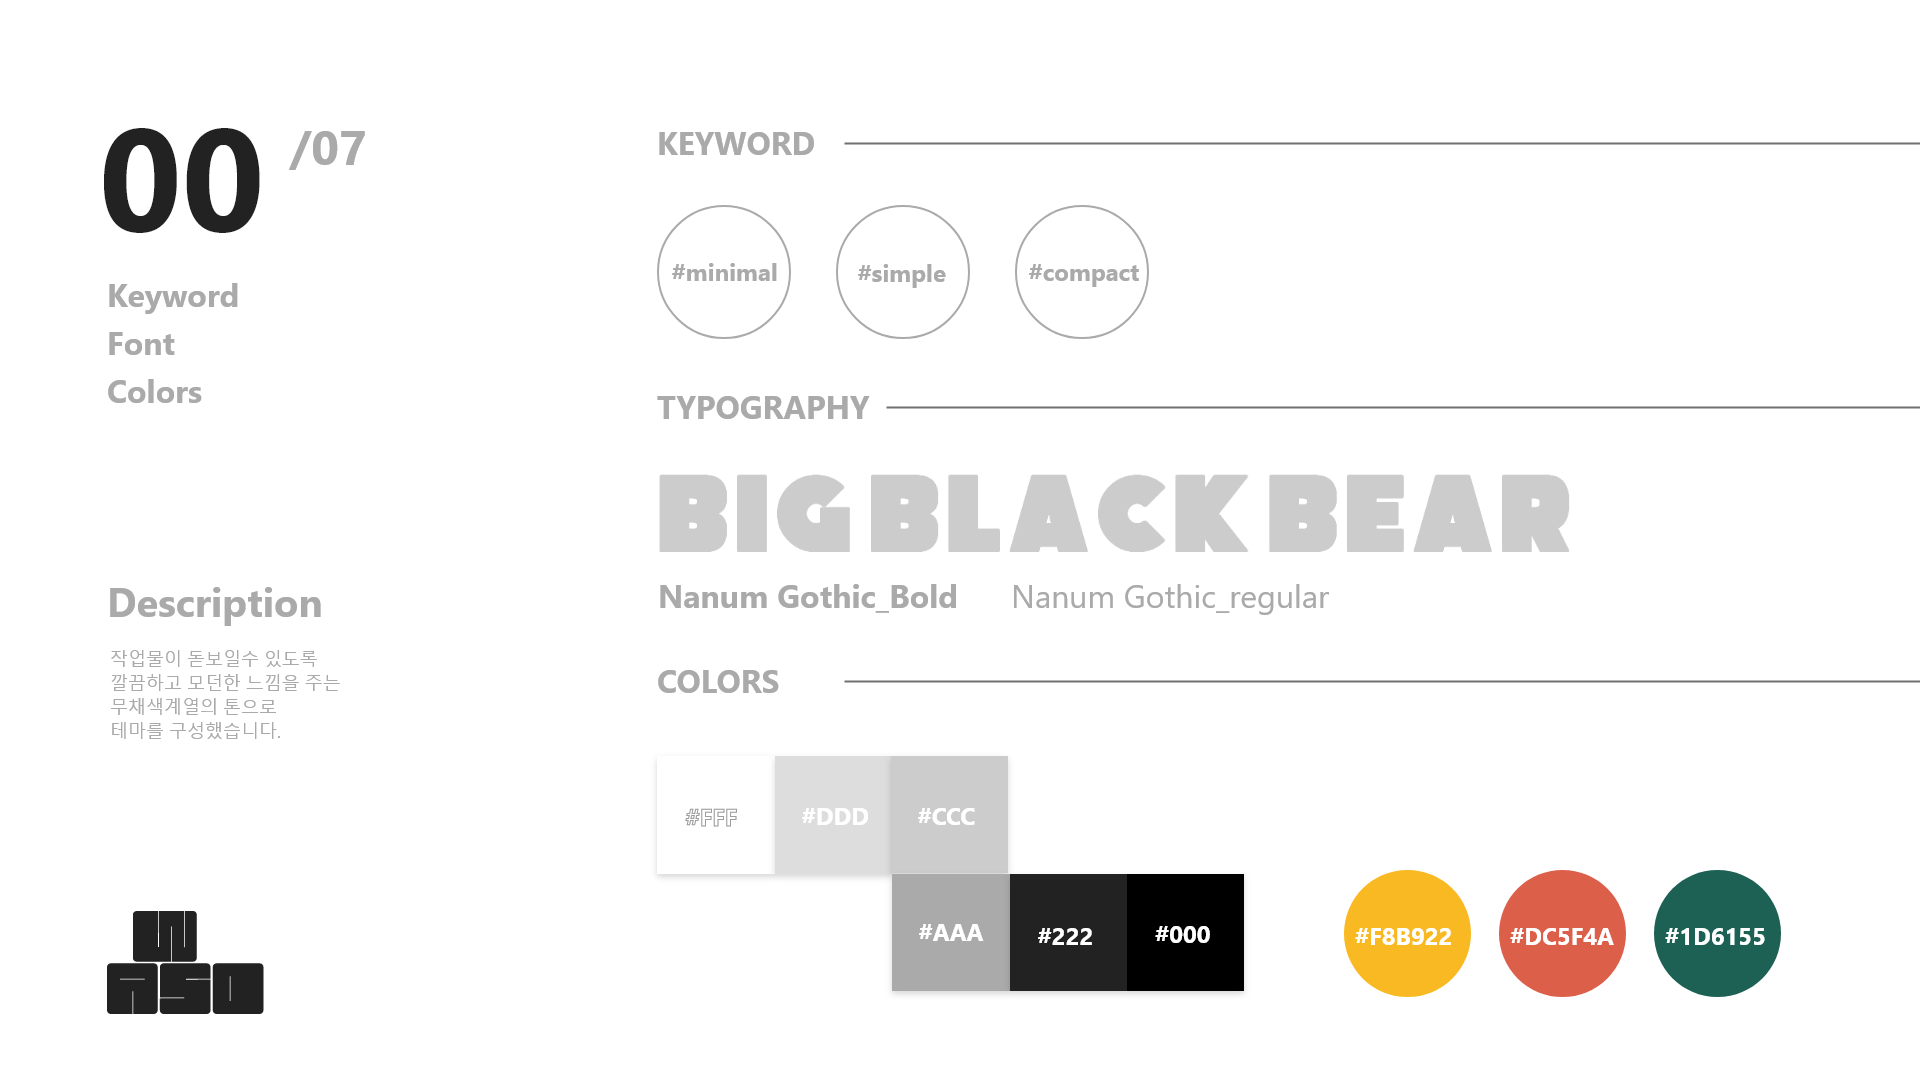 00 /07
Keyword
Font
Colors
Description
작업물이 돋보일수 있도록
깔끔하고 모던한 느낌을 주는
무채색계열의 톤으로
테마를 구성했습니다.
KEYWORD
#minimal #simple #compact
TYPOGRAPHY
BIG BLACK BEAR
Nanum Gothic_Bold Nanum Gothic_regular
COLORS
#FFF #DDD #CCC
#AAA #222 #000
#F8B922 #DC5F4A #1D6155